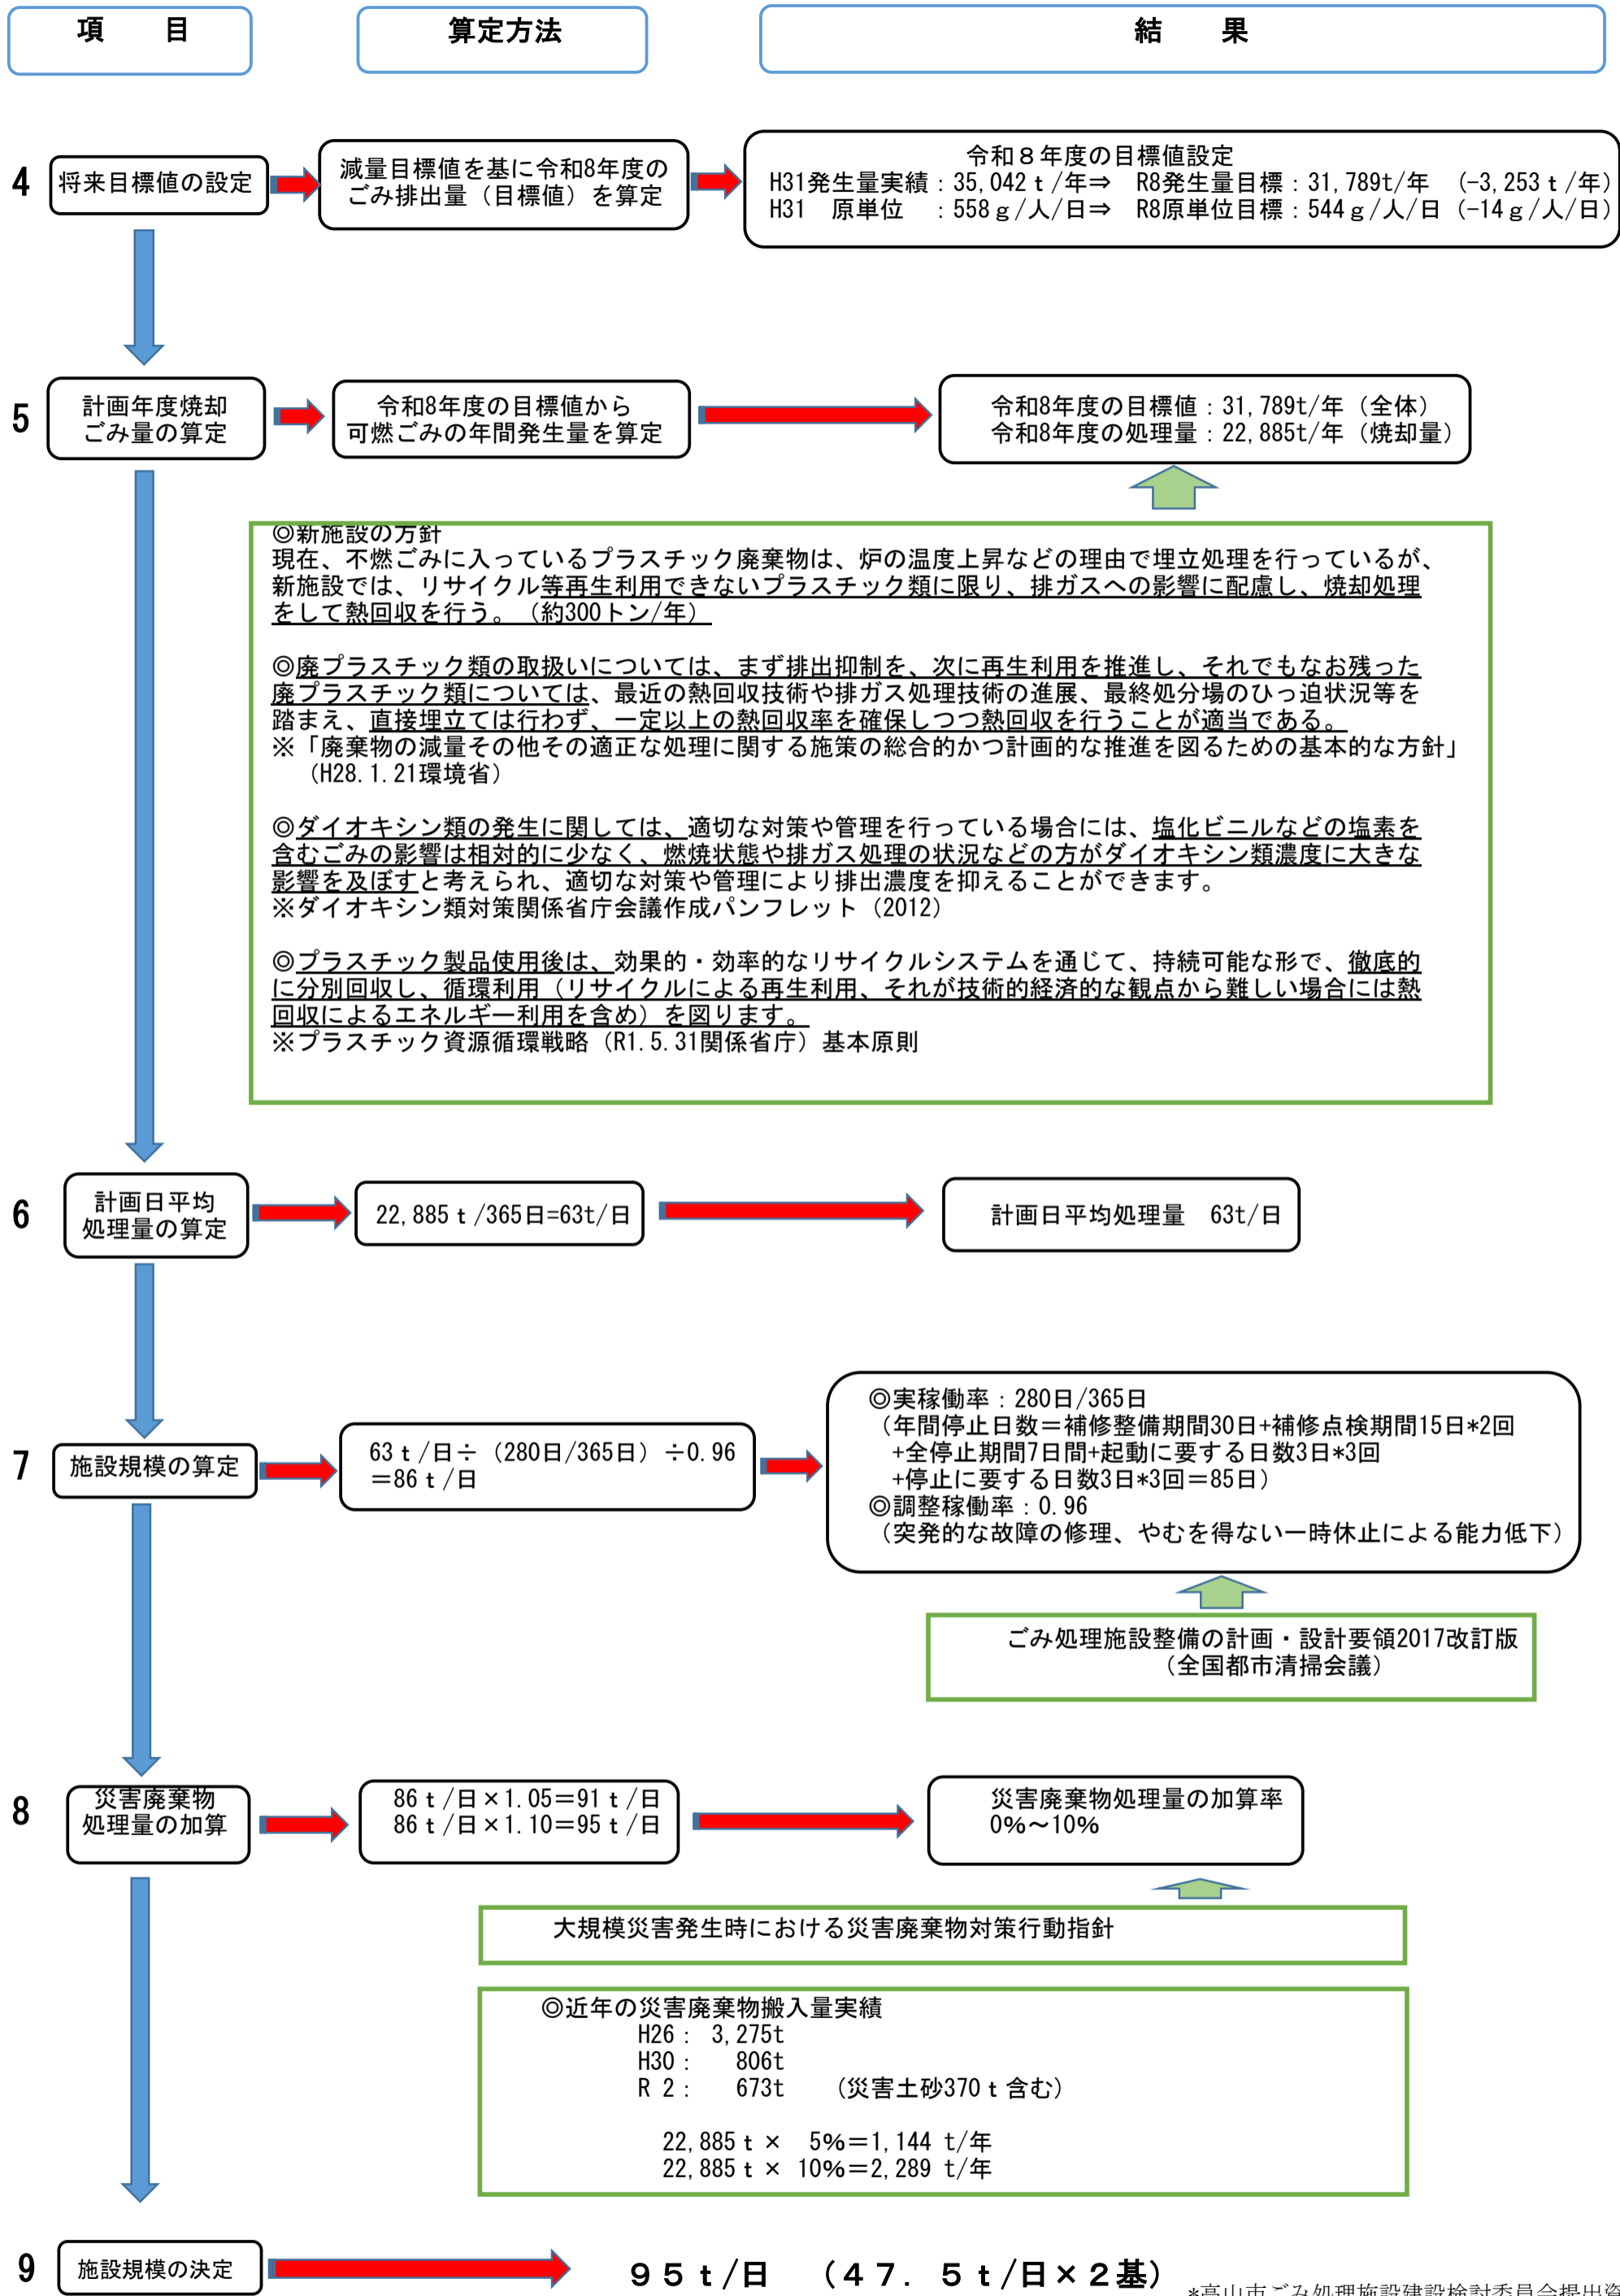 項　目
算定方法
結　果
4
将来目標値の設定
減量目標値を基に令和8年度の
ごみ排出量（目標値）を算定
令和８年度の目標値設定
H31発生量実績：35,042ｔ/年⇒　R8発生量目標：31,789t/年　（-3,253ｔ/年）
H31　原単位　：558ｇ/人/日⇒　R8原単位目標：544ｇ/人/日（-14ｇ/人/日）
5
計画年度焼却
ごみ量の算定
令和8年度の目標値から
可燃ごみの年間発生量を算定
令和8年度の目標値：31,789t/年（全体）
令和8年度の処理量：22,885t/年（焼却量）
◎新施設の方針
現在、不燃ごみに入っているプラスチック廃棄物は、炉の温度上昇などの理由で埋立処理を行っているが、
新施設では、リサイクル等再生利用できないプラスチック類に限り、排ガスへの影響に配慮し、焼却処理
をして熱回収を行う。（約300トン/年）
◎廃プラスチック類の取扱いについては、まず排出抑制を、次に再生利用を推進し、それでもなお残った
廃プラスチック類については、最近の熱回収技術や排ガス処理技術の進展、最終処分場のひっ迫状況等を
踏まえ、直接埋立ては行わず、一定以上の熱回収率を確保しつつ熱回収を行うことが適当である。
※「廃棄物の減量その他その適正な処理に関する施策の総合的かつ計画的な推進を図るための基本的な方針」
（H28.1.21環境省）
◎ダイオキシン類の発生に関しては、適切な対策や管理を行っている場合には、塩化ビニルなどの塩素を
含むごみの影響は相対的に少なく、燃焼状態や排ガス処理の状況などの方がダイオキシン類濃度に大きな
影響を及ぼすと考えられ、適切な対策や管理により排出濃度を抑えることができます。
※ダイオキシン類対策関係省庁会議作成パンフレット（2012）
◎プラスチック製品使用後は、効果的・効率的なリサイクルシステムを通じて、持続可能な形で、徹底的
に分別回収し、循環利用（リサイクルによる再生利用、それが技術的経済的な観点から難しい場合には熱
回収によるエネルギー利用を含め）を図ります。
※プラスチック資源循環戦略（R1.5.31関係省庁）基本原則
6
計画日平均
処理量の算定
22,885ｔ/365日=63t/日
計画日平均処理量　63t/日
7
施設規模の算定
63ｔ/日÷（280日/365日）÷0.96
＝86ｔ/日
◎実稼働率：280日/365日
（年間停止日数＝補修整備期間30日+補修点検期間15日*2回
+全停止期間7日間+起動に要する日数3日*3回
+停止に要する日数3日*3回＝85日）
◎調整稼働率：0.96
（突発的な故障の修理、やむを得ない一時休止による能力低下）
ごみ処理施設整備の計画・設計要領2017改訂版
（全国都市清掃会議）
8
災害廃棄物
処理量の加算
86ｔ/日×1.05＝91ｔ/日
86ｔ/日×1.10＝95ｔ/日
災害廃棄物処理量の加算率
0%～10%
大規模災害発生時における災害廃棄物対策行動指針
◎近年の災害廃棄物搬入量実績
H26：　3,275t
H30：　806t
R 2：　673t　（災害土砂370ｔ含む）
22,885ｔ×　5%＝1,144 t/年
22,885ｔ× 10%＝2,289 t/年
9
施設規模の決定
９５ｔ/日　（４７．５ｔ/日×２基）
*高山市ごみ処理施設建設検討委員会提出資